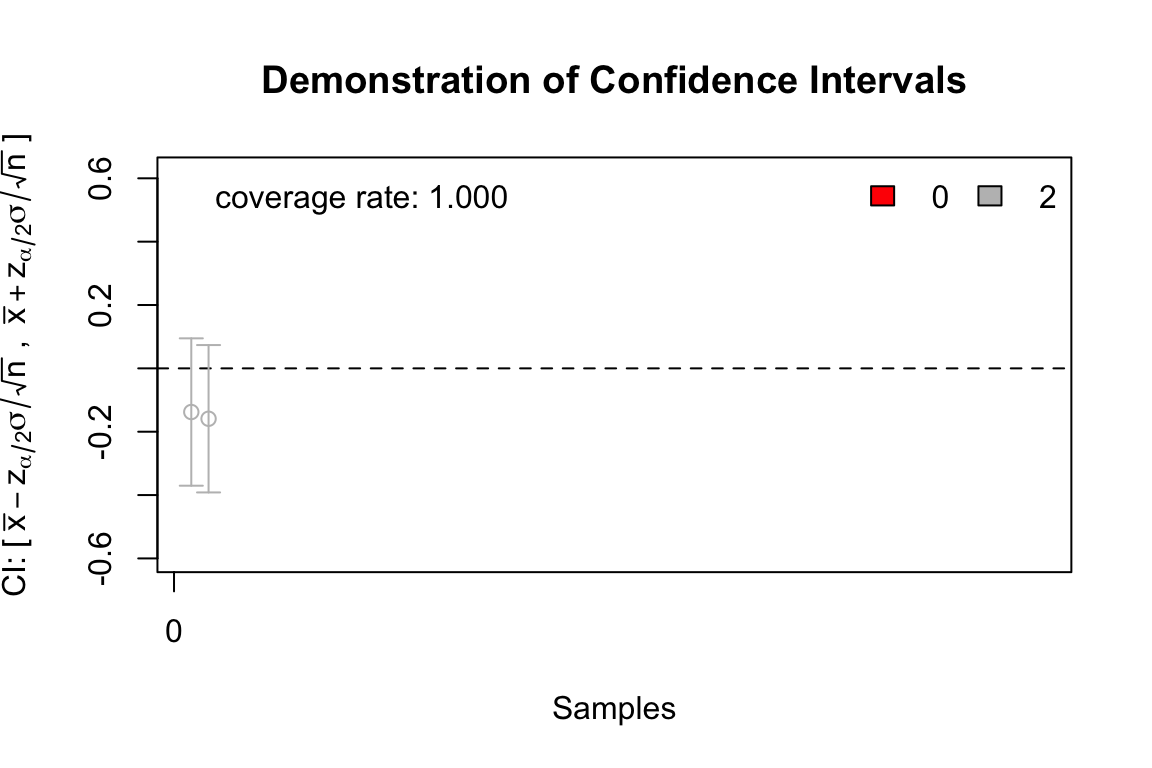 Demonstration of Confidence Intervals
coverage rate: 1.000
0 2
0.6
0.2
-0.2
-0.6
CI: [ x̅ − zα/2σ/√n , x̅ + zα/2σ/√n ]
0
Samples